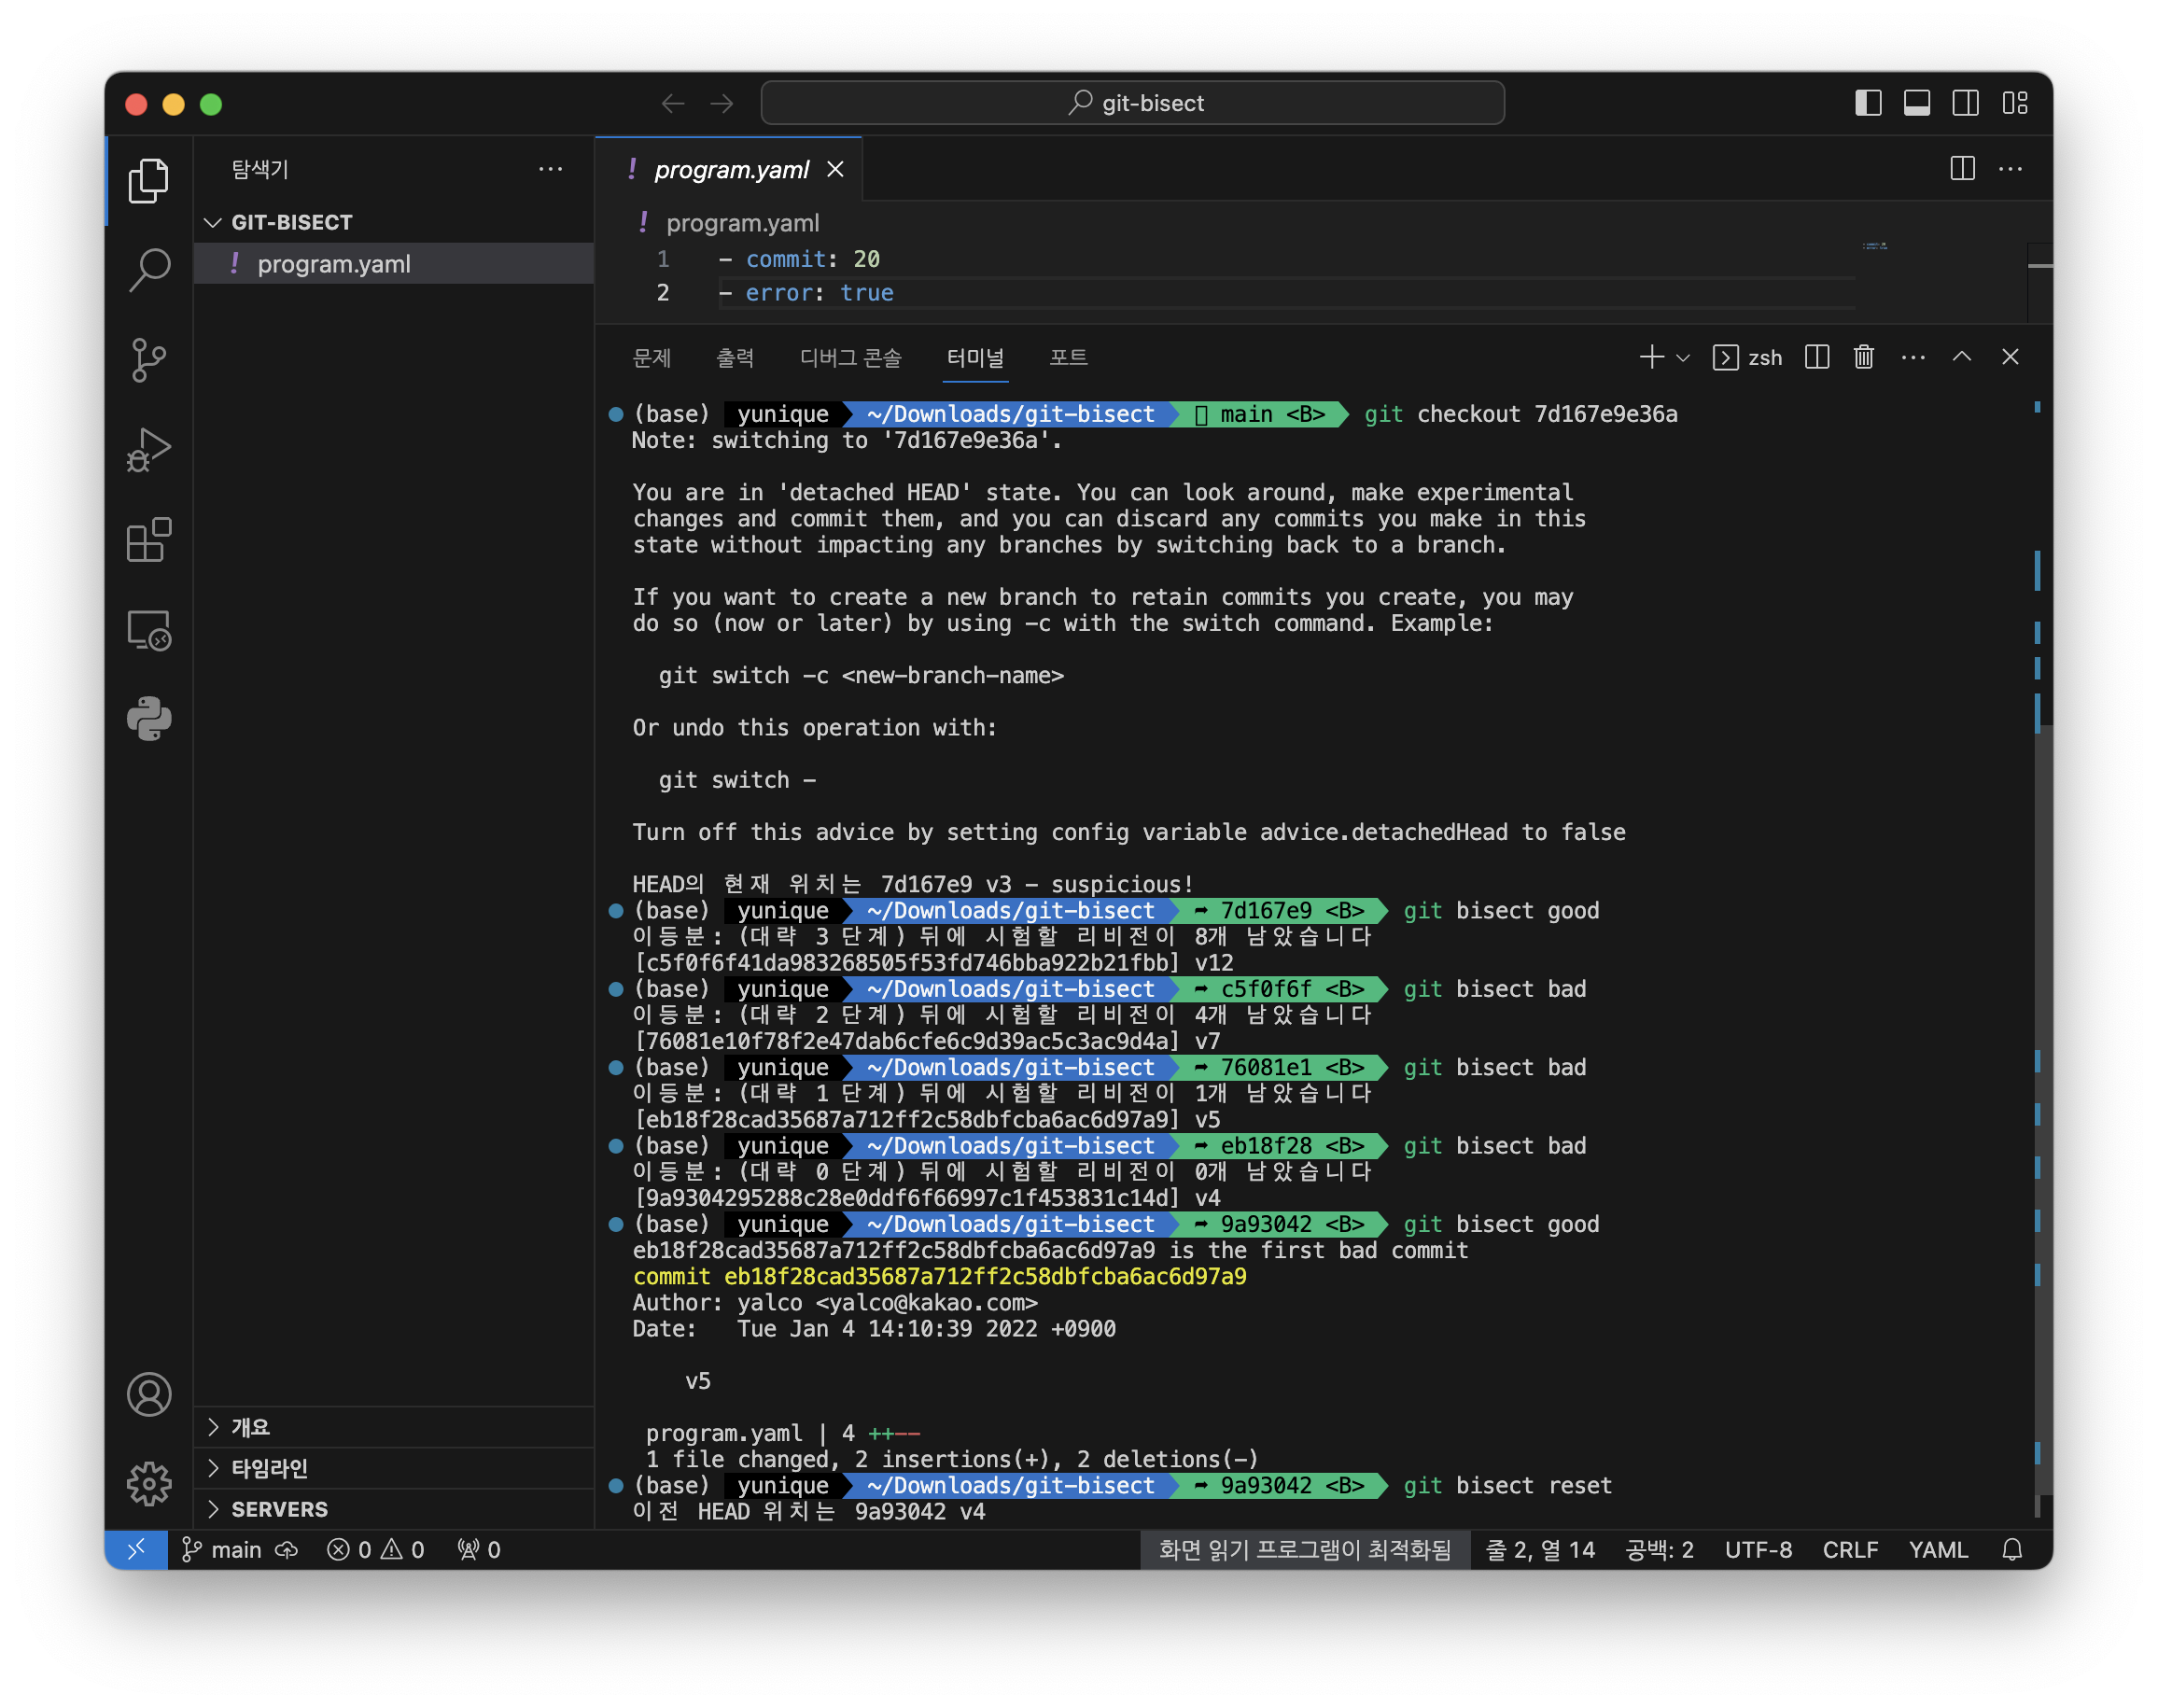 git-bisect
탐색기
GIT-BISECT
! program.yaml
개요
타임라인
SERVERS
! program.yaml
! program.yaml
1 - commit: 20
2 - error: true
문제 출력 디버그 콘솔 터미널 포트
zsh
(base) yunique ~/Downloads/git-bisect main <B> git checkout 7d167e9e36a
Note: switching to '7d167e9e36a'.
You are in 'detached HEAD' state. You can look around, make experimental
changes and commit them, and you can discard any commits you make in this
state without impacting any branches by switching back to a branch.
If you want to create a new branch to retain commits you create, you may
do so (now or later) by using -c with the switch command. Example:
git switch -c <new-branch-name>
Or undo this operation with:
git switch -
Turn off this advice by setting config variable advice.detachedHead to false
HEAD의 현재 위치는 7d167e9 v3 - suspicious!
(base) yunique ~/Downloads/git-bisect ➦ 7d167e9 <B> git bisect good
이등분: (대략 3 단계) 뒤에 시험할 리비전이 8개 남았습니다
[c5f0f6f41da983268505f53fd746bba922b21fbb] v12
(base) yunique ~/Downloads/git-bisect ➦ c5f0f6f <B> git bisect bad
이등분: (대략 2 단계) 뒤에 시험할 리비전이 4개 남았습니다
[76081e10f78f2e47dab6cfe6c9d39ac5c3ac9d4a] v7
(base) yunique ~/Downloads/git-bisect ➦ 76081e1 <B> git bisect bad
이등분: (대략 1 단계) 뒤에 시험할 리비전이 1개 남았습니다
[eb18f28cad35687a712ff2c58dbfcba6ac6d97a9] v5
(base) yunique ~/Downloads/git-bisect ➦ eb18f28 <B> git bisect bad
이등분: (대략 0 단계) 뒤에 시험할 리비전이 0개 남았습니다
[9a9304295288c28e0ddf6f66997c1f453831c14d] v4
(base) yunique ~/Downloads/git-bisect ➦ 9a93042 <B> git bisect good
eb18f28cad35687a712ff2c58dbfcba6ac6d97a9 is the first bad commit
commit eb18f28cad35687a712ff2c58dbfcba6ac6d97a9
Author: yalco <yalco@kakao.com>
Date: Tue Jan 4 14:10:39 2022 +0900
v5
program.yaml | 4 ++--
1 file changed, 2 insertions(+), 2 deletions(-)
(base) yunique ~/Downloads/git-bisect ➦ 9a93042 <B> git bisect reset
이전 HEAD 위치는 9a93042 v4
main 0 0 0 화면 읽기 프로그램이 최적화됨 줄 2, 열 14 공백: 2 UTF-8 CRLF YAML